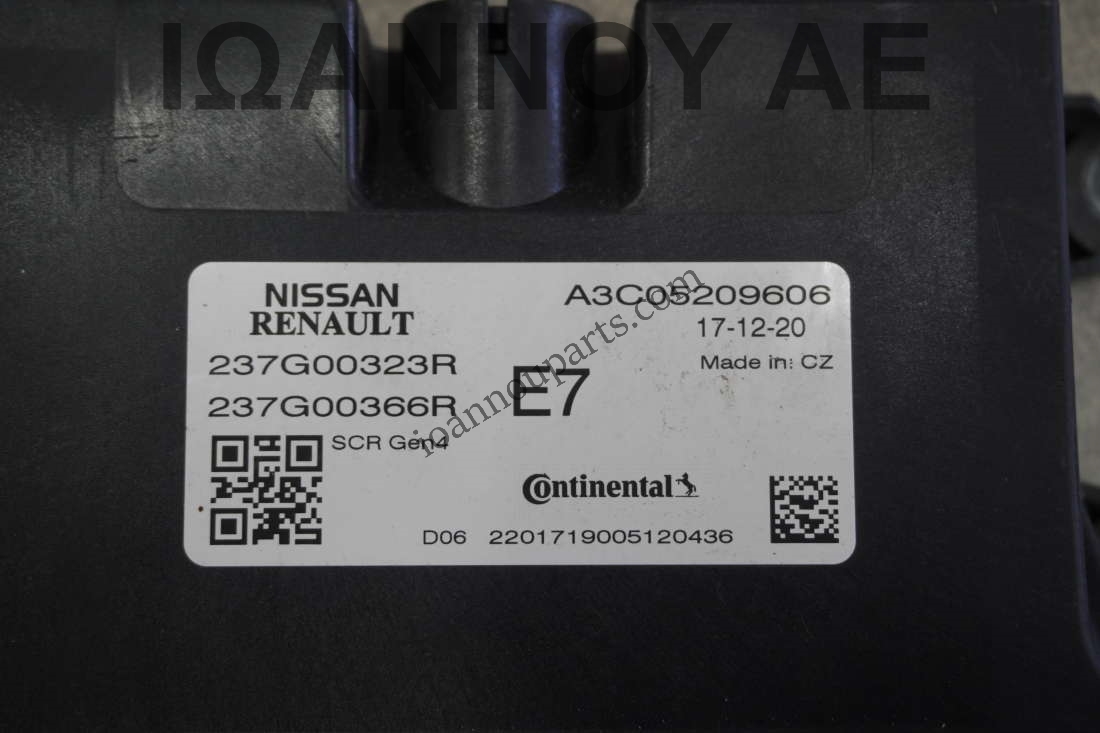 ΙΩΑΝΝΟΥ ΑΕ
NISSAN
RENAULT
A3C05209606
17-12-20
Made in: CZ
237G00323R
237G00366R
E7
SCR Gen4
ioannouparts.com
Continental
D06 2201719005120436